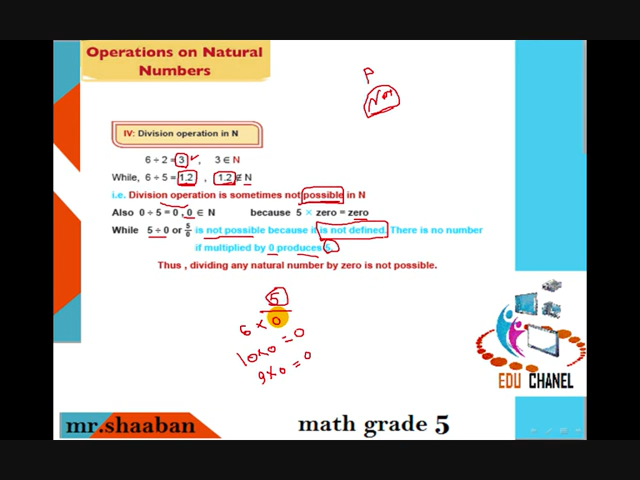 Operations on Natural
Numbers
P
Not
IV: Division operation in N
6 ÷ 2 = 3 , 3 ∈ N
While, 6 ÷ 5 = 1.2 , 1.2 ∉ N
i.e. Division operation is sometimes not possible in N
Also 0 ÷ 5 = 0 , 0 ∈ N because 5 × zero = zero
While 5 ÷ 0 or 5/0 is not possible because it is not defined. There is no number
if multiplied by 0 produces 5.
Thus , dividing any natural number by zero is not possible.
5
6 × 0
10 × 0 = 0
9 × 0 = 0
EDU CHANEL
mr.shaaban
math grade 5